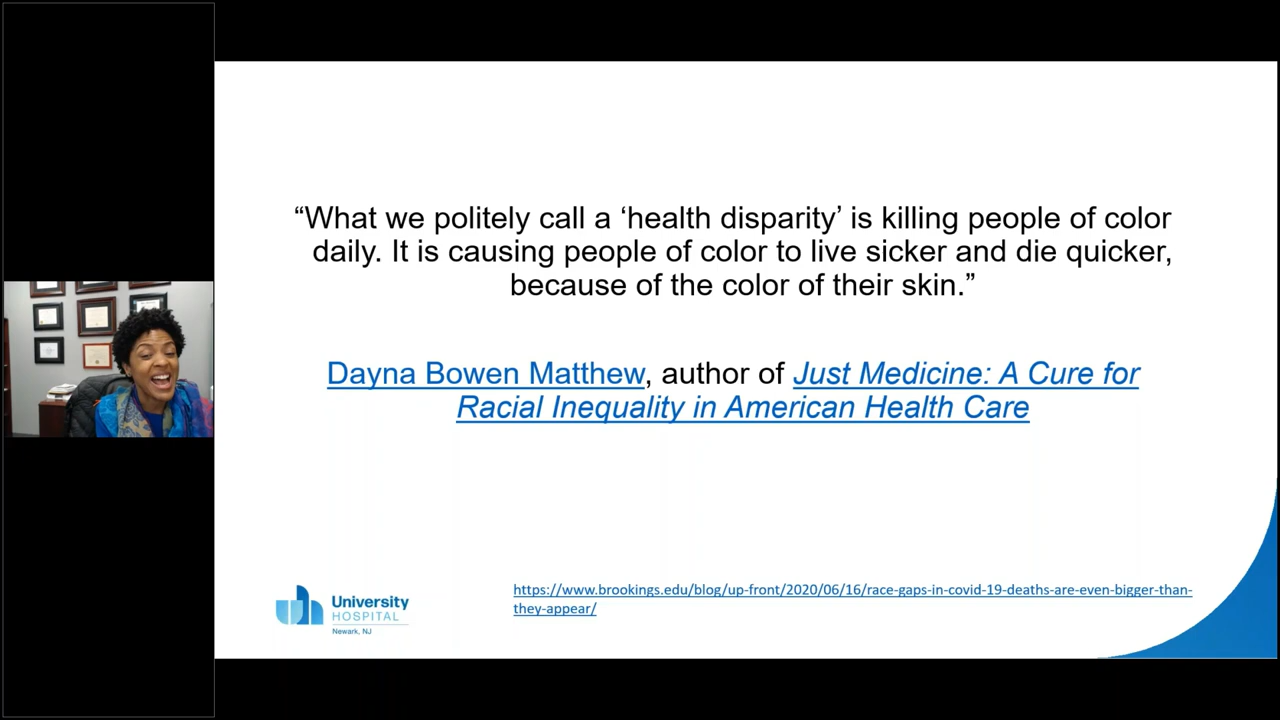 “What we politely call a ‘health disparity’ is killing people of color
daily. It is causing people of color to live sicker and die quicker,
because of the color of their skin.”
Dayna Bowen Matthew, author of Just Medicine: A Cure for
Racial Inequality in American Health Care
University
HOSPITAL
Newark, NJ
https://www.brookings.edu/blog/up-front/2020/06/16/race-gaps-in-covid-19-deaths-are-even-bigger-than-
they-appear/